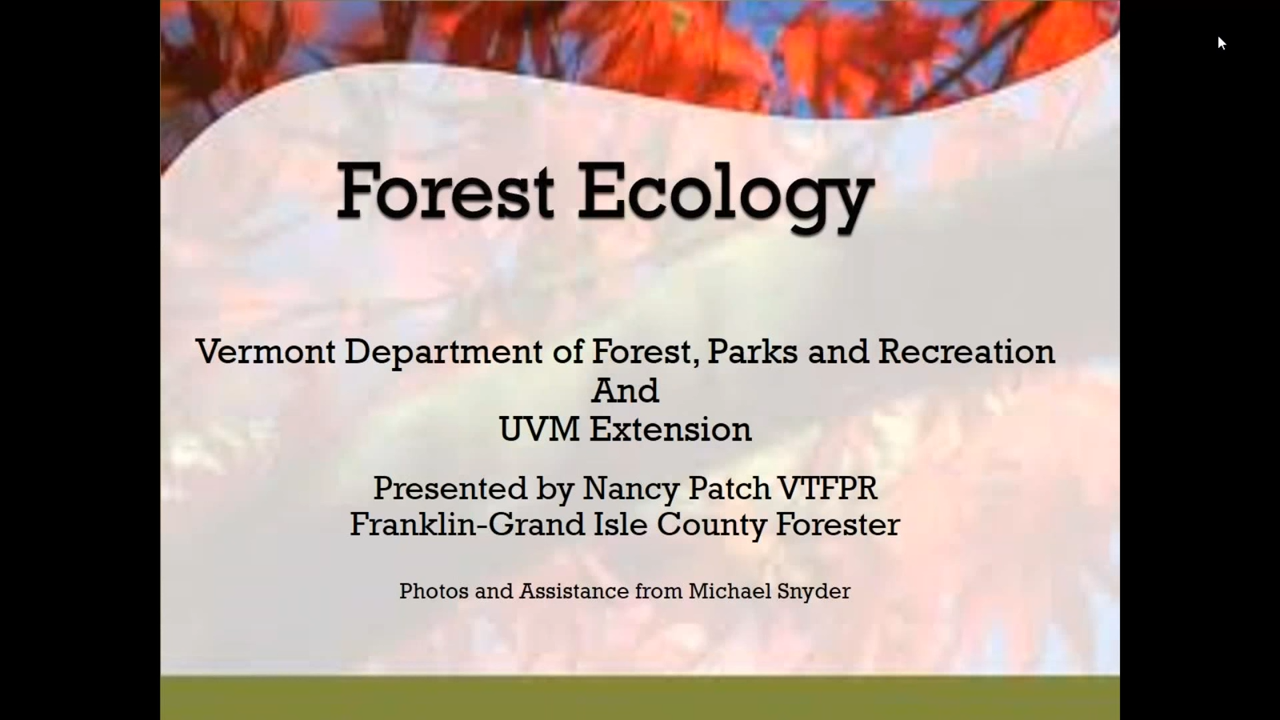 Forest Ecology
Vermont Department of Forest, Parks and Recreation
And
UVM Extension
Presented by Nancy Patch VTFPR
Franklin-Grand Isle County Forester
Photos and Assistance from Michael Snyder